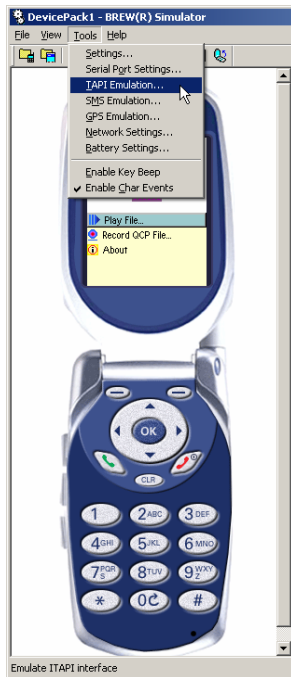 DevicePack1 - BREW(R) Simulator
File View Tools Help
Settings...
Serial Port Settings...
TAPI Emulation...
SMS Emulation...
GPS Emulation...
Network Settings...
Battery Settings...
Enable Key Beep
Enable Char Events
Play File...
Record QCP File...
About
OK
CLR
1 2ABC 3DEF
4GHI 5JKL 6MNO
7PQRS 8TUV 9WXYZ
* 0 #
Emulate ITAPI interface